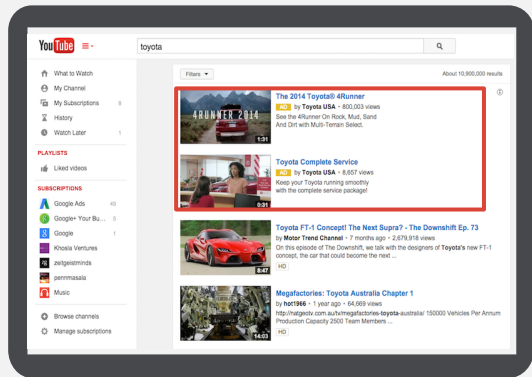 YouTube
toyota
What to Watch
My Channel
My Subscriptions 8
History
Watch Later 1
PLAYLISTS
Liked videos
SUBSCRIPTIONS
Google Ads 49
Google+ Your Bu... 5
Google 1
Khosla Ventures
zeitgeistminds
pennmasala
Music
Browse channels
Manage subscriptions
Filters
About 10,900,000 results
4RUNNER 2014
1:31
The 2014 Toyota® 4Runner
AD by Toyota USA • 800,003 views
See the 4Runner On Rock, Mud, Sand
And Dirt with Multi-Terrain Select.
0:31
Toyota Complete Service
AD by Toyota USA • 8,657 views
Keep your Toyota running smoothly
with the complete service package!
8:47
Toyota FT-1 Concept! The Next Supra? - The Downshift Ep. 73
by Motor Trend Channel • 7 months ago • 2,679,918 views
On this episode of The Downshift, we talk with the designers of Toyota's new FT-1
concept, the car that could become the next ...
HD
14:03
Megafactories: Toyota Australia Chapter 1
by hot1966 • 1 year ago • 64,669 views
http://natgeotv.com.au/tv/megafactories-toyota-australia/ 150000 Vehicles Per Annum
Production Capacity 2500 Team Members ...
HD